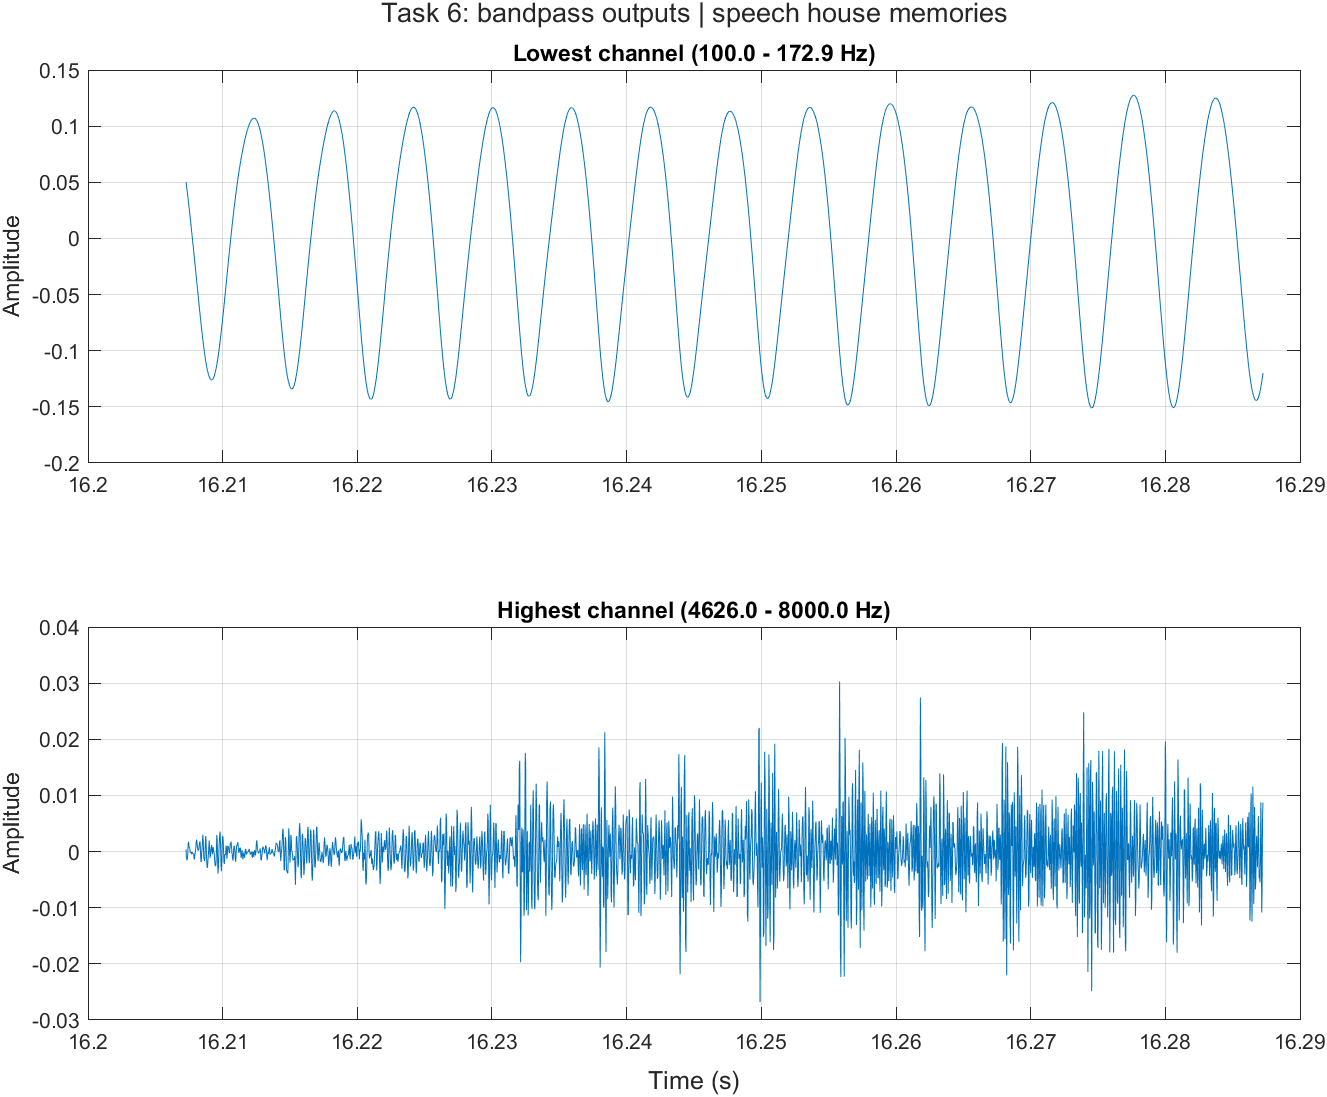 Task 6: bandpass outputs | speech house memories
Lowest channel (100.0 - 172.9 Hz)
0.15
0.1
0.05
0
-0.05
-0.1
-0.15
-0.2
Amplitude
16.2 16.21 16.22 16.23 16.24 16.25 16.26 16.27 16.28 16.29
Highest channel (4626.0 - 8000.0 Hz)
0.04
0.03
0.02
0.01
0
-0.01
-0.02
-0.03
Amplitude
16.2 16.21 16.22 16.23 16.24 16.25 16.26 16.27 16.28 16.29
Time (s)